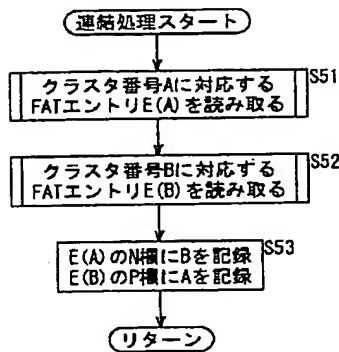 連結処理スタート
クラスタ番号Aに対応する
FATエントリE(A)を読み取る
S51
クラスタ番号Bに対応する
FATエントリE(B)を読み取る
S52
E(A)のN欄にBを記録
E(B)のP欄にAを記録
S53
リターン